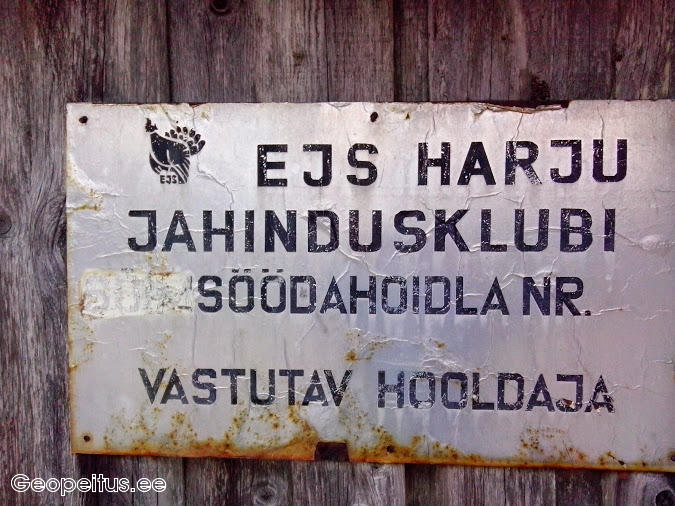 EJS
EJS HARJU
JAHINDUSKLUBI
SÖÖDAHOIDLA NR.
VASTUTAV HOOLDAJA
Geopeitus.ee